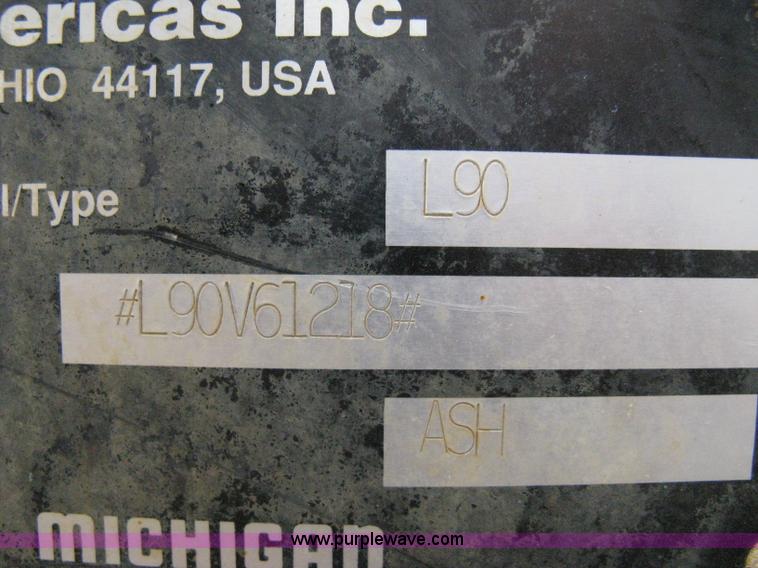 ericas Inc.
HIO 44117, USA
l/Type L90
#L90V61218#
ASH
MICHIGAN
www.purplewave.com